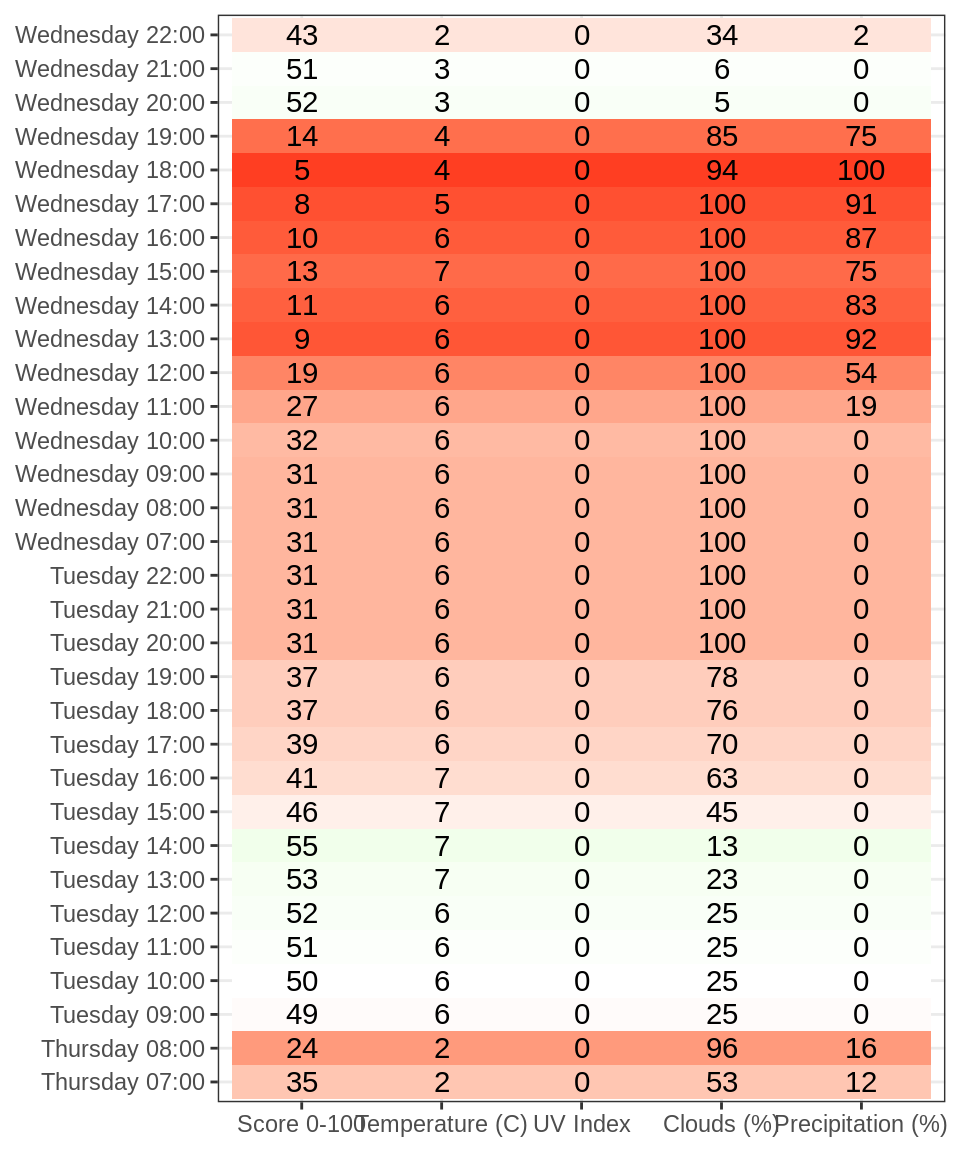 Wednesday 22:00 43 2 0 34 2
Wednesday 21:00 51 3 0 6 0
Wednesday 20:00 52 3 0 5 0
Wednesday 19:00 14 4 0 85 75
Wednesday 18:00 5 4 0 94 100
Wednesday 17:00 8 5 0 100 91
Wednesday 16:00 10 6 0 100 87
Wednesday 15:00 13 7 0 100 75
Wednesday 14:00 11 6 0 100 83
Wednesday 13:00 9 6 0 100 92
Wednesday 12:00 19 6 0 100 54
Wednesday 11:00 27 6 0 100 19
Wednesday 10:00 32 6 0 100 0
Wednesday 09:00 31 6 0 100 0
Wednesday 08:00 31 6 0 100 0
Wednesday 07:00 31 6 0 100 0
Tuesday 22:00 31 6 0 100 0
Tuesday 21:00 31 6 0 100 0
Tuesday 20:00 31 6 0 100 0
Tuesday 19:00 37 6 0 78 0
Tuesday 18:00 37 6 0 76 0
Tuesday 17:00 39 6 0 70 0
Tuesday 16:00 41 7 0 63 0
Tuesday 15:00 46 7 0 45 0
Tuesday 14:00 55 7 0 13 0
Tuesday 13:00 53 7 0 23 0
Tuesday 12:00 52 6 0 25 0
Tuesday 11:00 51 6 0 25 0
Tuesday 10:00 50 6 0 25 0
Tuesday 09:00 49 6 0 25 0
Thursday 08:00 24 2 0 96 16
Thursday 07:00 35 2 0 53 12
Score 0-100 Temperature (C) UV Index Clouds (%) Precipitation (%)